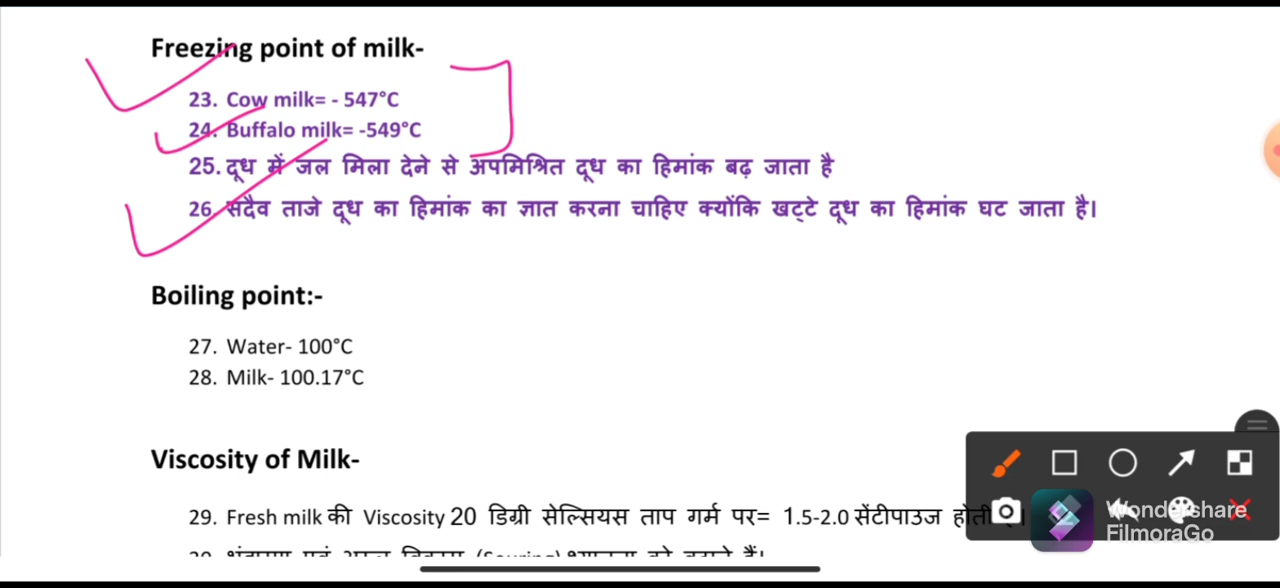 Freezing point of milk-
23. Cow milk= - 547°C
24. Buffalo milk= -549°C
25. दूध में जल मिला देने से अपमिश्रित दूध का हिमांक बढ़ जाता है
26. सदैव ताजे दूध का हिमांक का ज्ञात करना चाहिए क्योंकि खट्टे दूध का हिमांक घट जाता है।
Boiling point:-
27. Water- 100°C
28. Milk- 100.17°C
Viscosity of Milk-
29. Fresh milk की Viscosity 20 डिग्री सेल्सियस ताप गर्म पर= 1.5-2.0 सेंटीपाउज होती
Wondershare
FilmoraGo